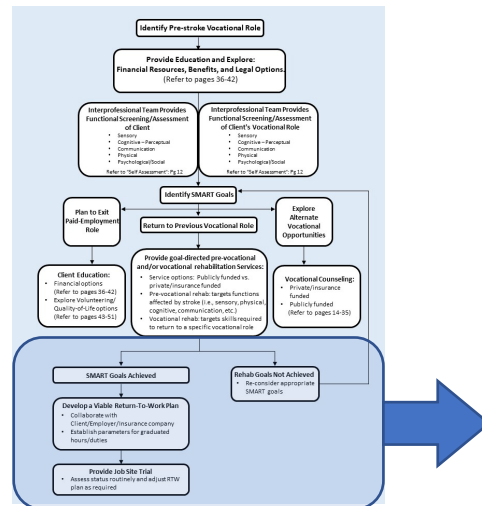 Identify Pre-stroke Vocational Role
Provide Education and Explore:
Financial Resources, Benefits, and Legal Options.
(Refer to pages 36-42)
Interprofessional Team Provides
Functional Screening/Assessment
of Client
• Sensory
• Cognitive – Perceptual
• Communication
• Physical
• Psychological/Social
Refer to "Self Assessment": Pg 12
Interprofessional Team Provides
Functional Screening/Assessment
of Client's Vocational Role
• Sensory
• Cognitive – Perceptual
• Communication
• Physical
• Psychological/Social
Refer to "Self Assessment": Pg 12
Identify SMART Goals
Plan to Exit
Paid-Employment
Role
Return to Previous Vocational Role
Explore
Alternate
Vocational
Opportunities
Client Education:
• Financial options
(Refer to pages 36-42)
• Explore Volunteering/
Quality-of-Life options
(Refer to pages 43-51)
Provide goal-directed pre-vocational
and/or vocational rehabilitation Services:
• Service options: Publicly funded vs.
private/insurance funded
• Pre-vocational rehab: targets functions
affected by stroke (i.e., sensory, physical,
cognitive, communication, etc.)
• Vocational rehab: targets skills required
to return to a specific vocational role
Vocational Counseling:
• Private/insurance
funded
• Publicly funded
(Refer to pages 14-35)
SMART Goals Achieved
Rehab Goals Not Achieved
• Re-consider appropriate
SMART goals
Develop a Viable Return-To-Work Plan
• Collaborate with
Client/Employer/insurance company
• Establish parameters for graduated
hours/duties
Provide Job Site Trial
• Assess status routinely and adjust RTW
plan as required